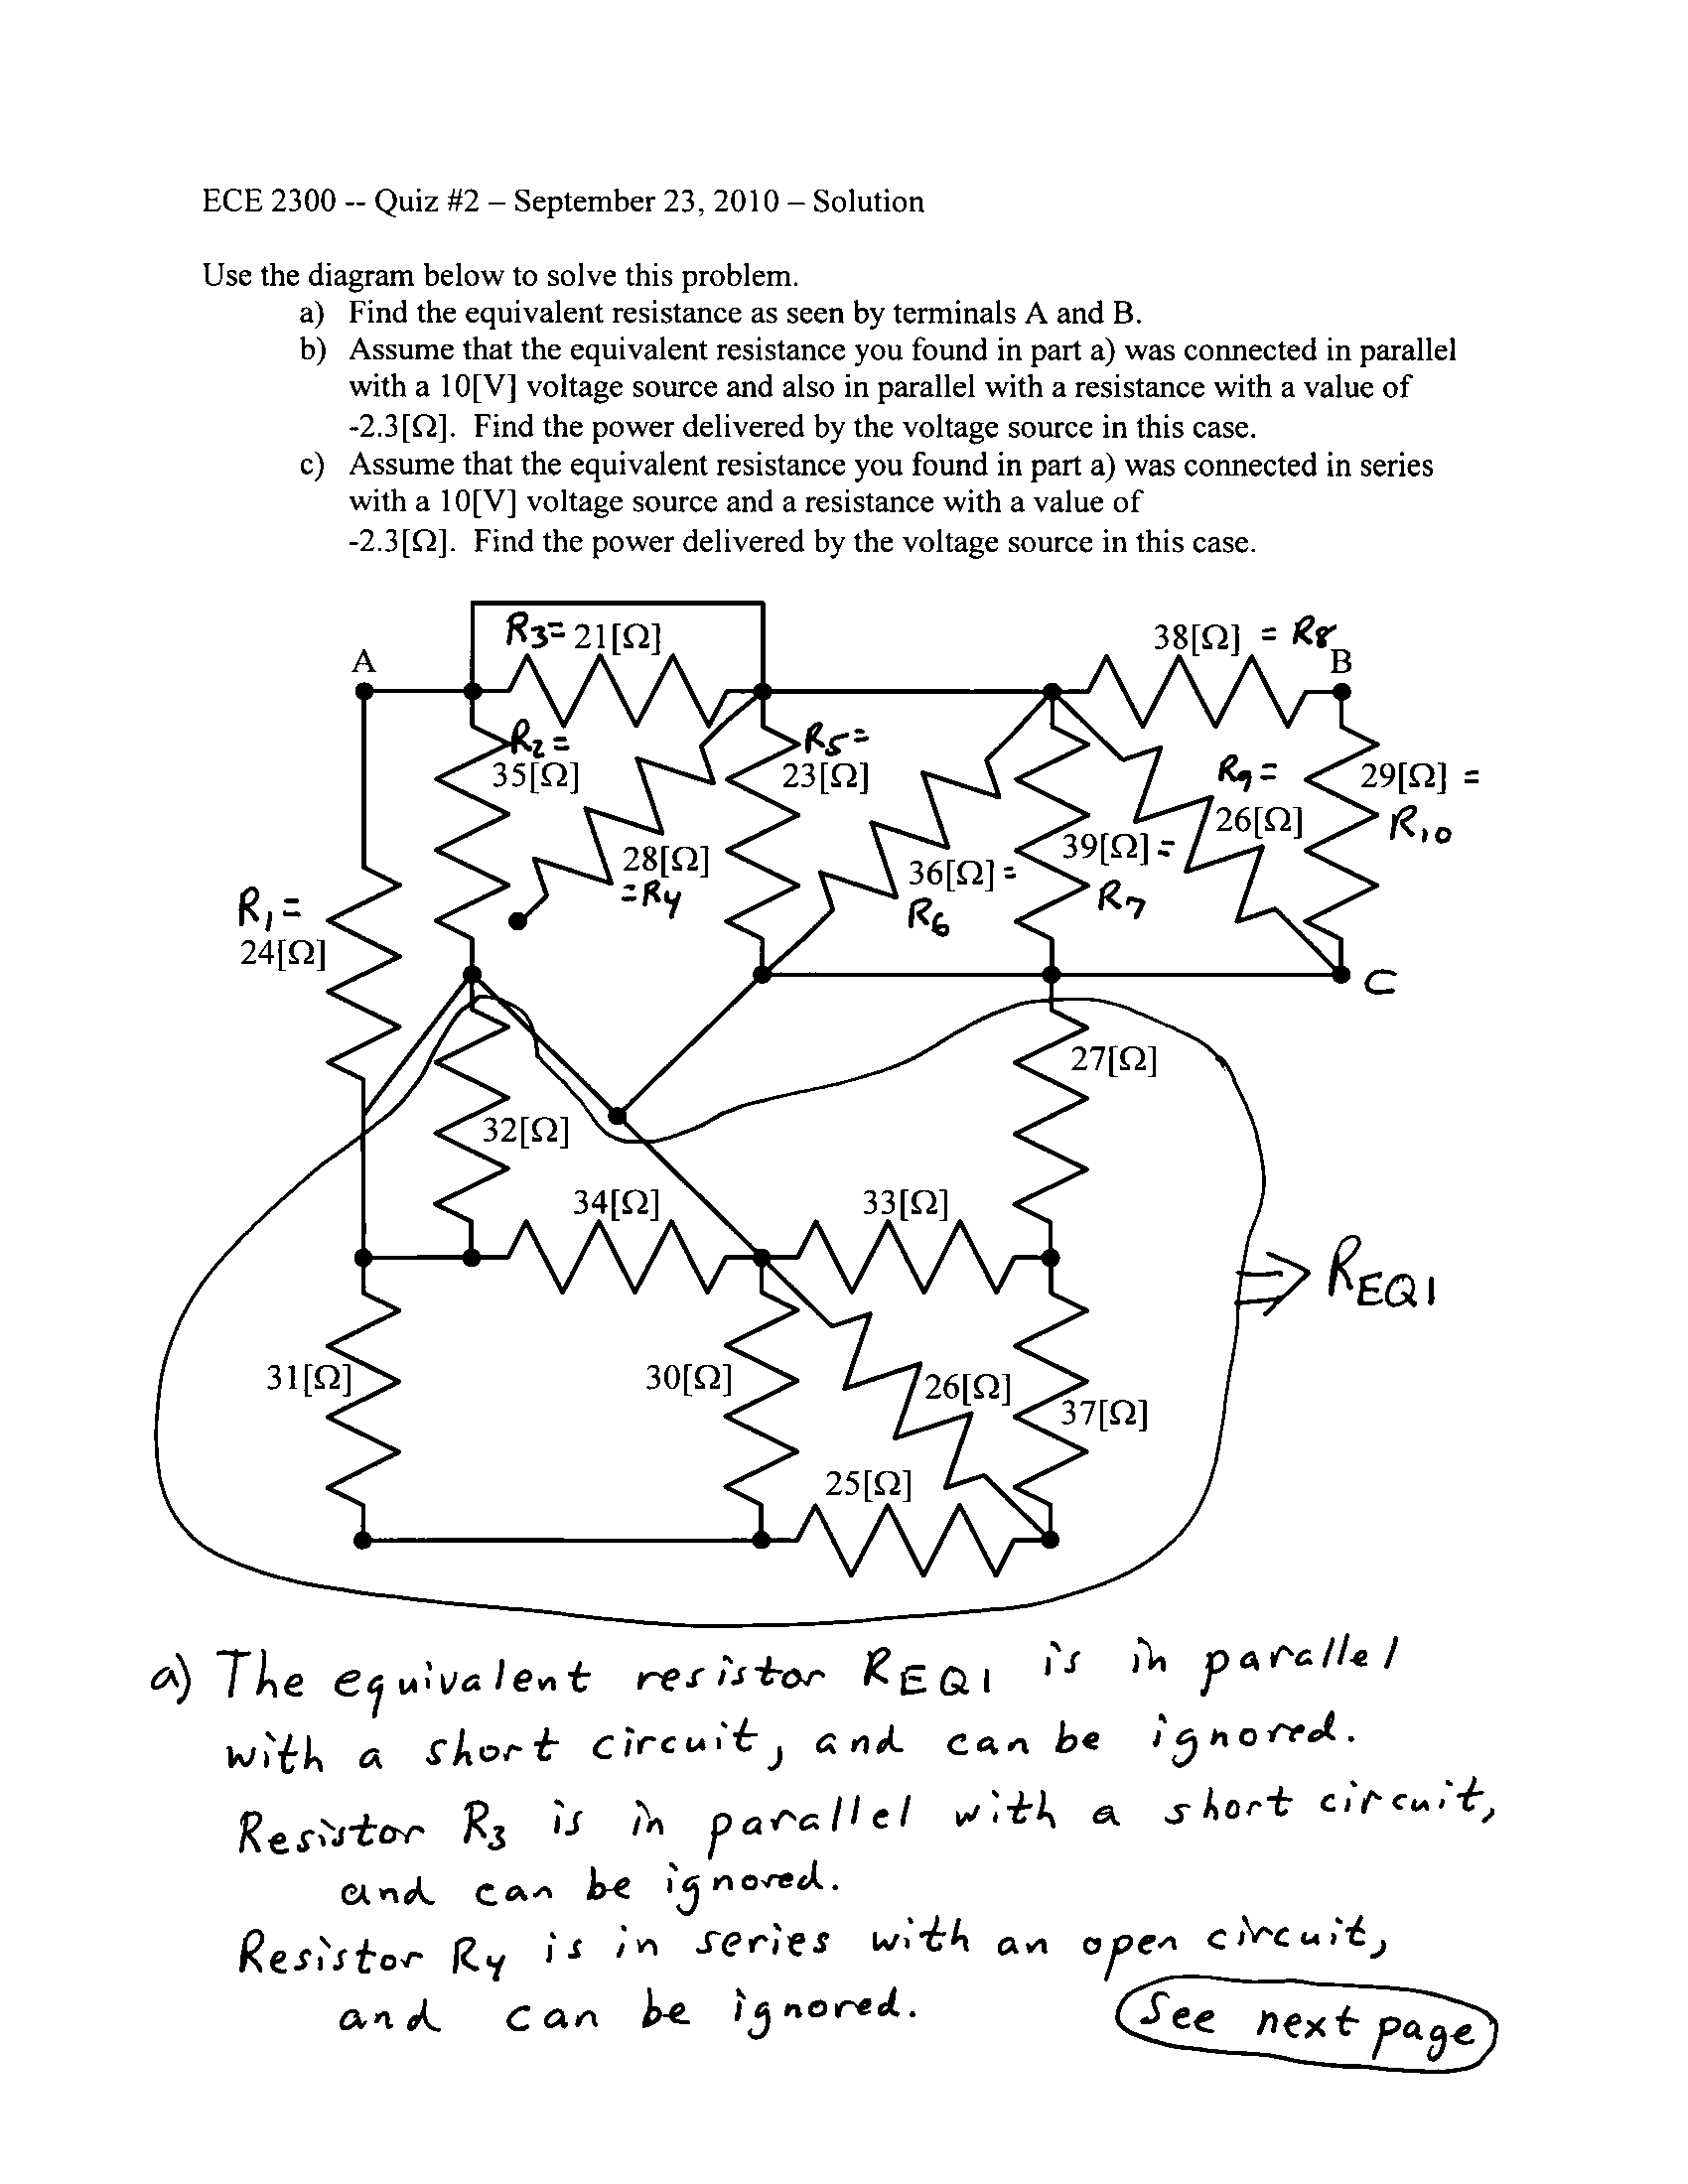 ECE 2300 -- Quiz #2 – September 23, 2010 – Solution
Use the diagram below to solve this problem.
a) Find the equivalent resistance as seen by terminals A and B.
b) Assume that the equivalent resistance you found in part a) was connected in parallel
with a 10[V] voltage source and also in parallel with a resistance with a value of
-2.3[Ω]. Find the power delivered by the voltage source in this case.
c) Assume that the equivalent resistance you found in part a) was connected in series
with a 10[V] voltage source and a resistance with a value of
-2.3[Ω]. Find the power delivered by the voltage source in this case.
R3= 21[Ω]
38[Ω] = R8
A
B
R2=
35[Ω]
R5=
23[Ω]
R9=
26[Ω]
29[Ω] =
R10
28[Ω]
=R4
36[Ω]=
R6
39[Ω]=
R7
R1=
24[Ω]
C
27[Ω]
32[Ω]
34[Ω]
33[Ω]
⇒ REQ1
31[Ω]
30[Ω]
26[Ω]
37[Ω]
25[Ω]
a) The equivalent resistor REQ1 is in parallel
with a short circuit, and can be ignored.
Resistor R3 is in parallel with a short circuit,
and can be ignored.
Resistor R4 is in series with an open circuit,
and can be ignored.
See next page